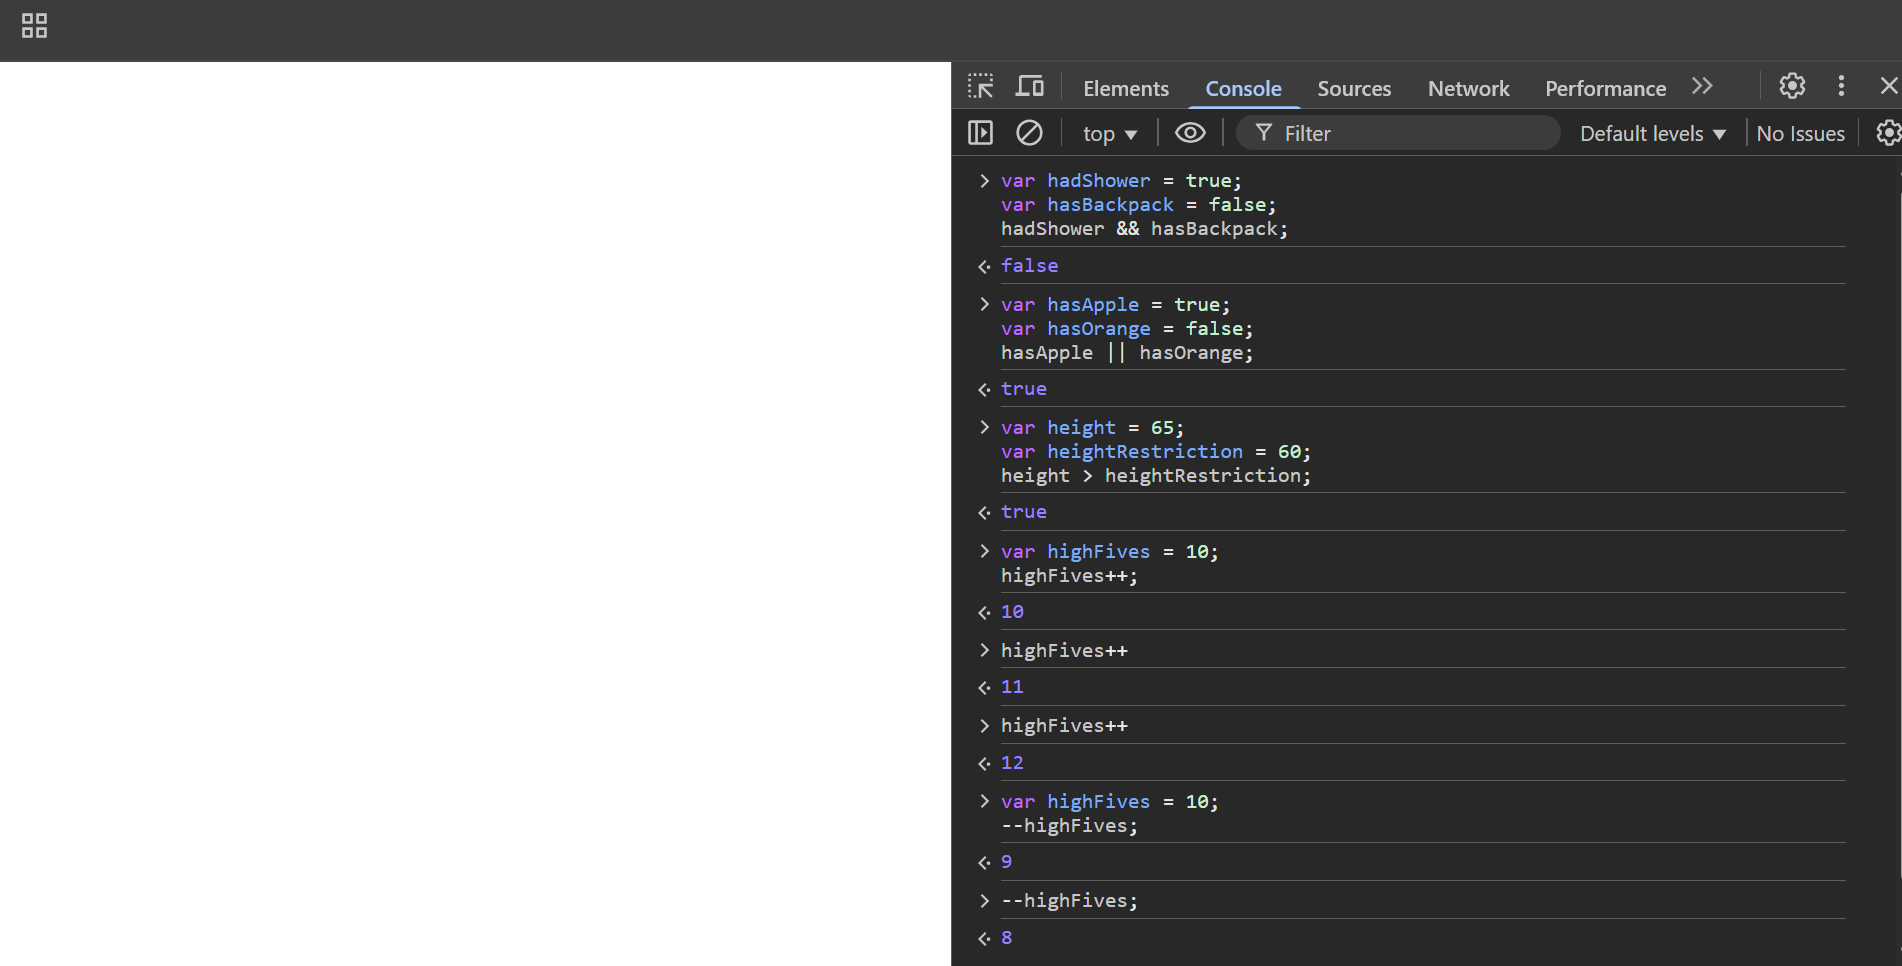 Elements Console Sources Network Performance
top Filter Default levels No Issues
var hadShower = true;
var hasBackpack = false;
hadShower && hasBackpack;
false
var hasApple = true;
var hasOrange = false;
hasApple || hasOrange;
true
var height = 65;
var heightRestriction = 60;
height > heightRestriction;
true
var highFives = 10;
highFives++;
10
highFives++
11
highFives++
12
var highFives = 10;
--highFives;
9
--highFives;
8